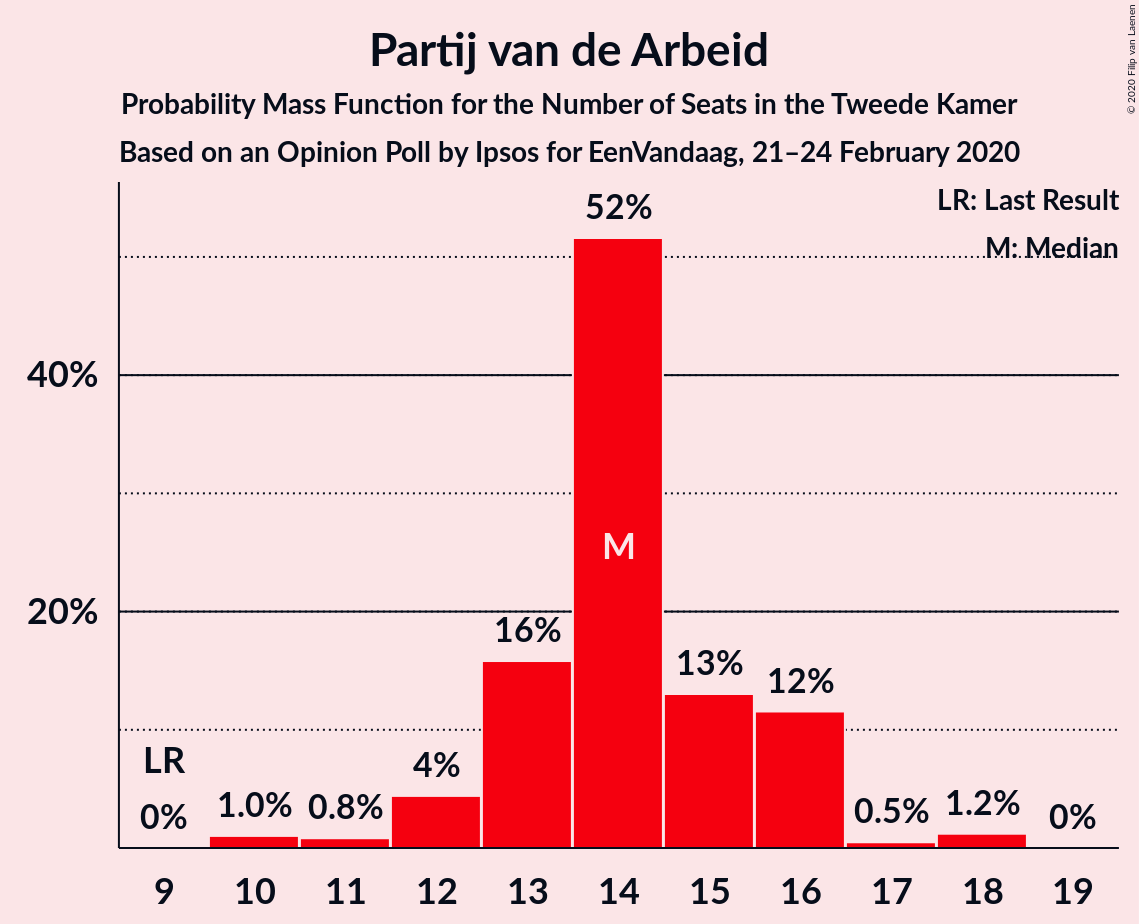 Partij van de Arbeid
Probability Mass Function for the Number of Seats in the Tweede Kamer
Based on an Opinion Poll by Ipsos for EenVandaag, 21–24 February 2020
© 2020 Filip van Laenen
LR: Last Result
M: Median
52%
40%
M
20%
16%
13%
12%
LR
4%
0%
1.0%
0.8%
0.5%
1.2%
0%
9 10 11 12 13 14 15 16 17 18 19